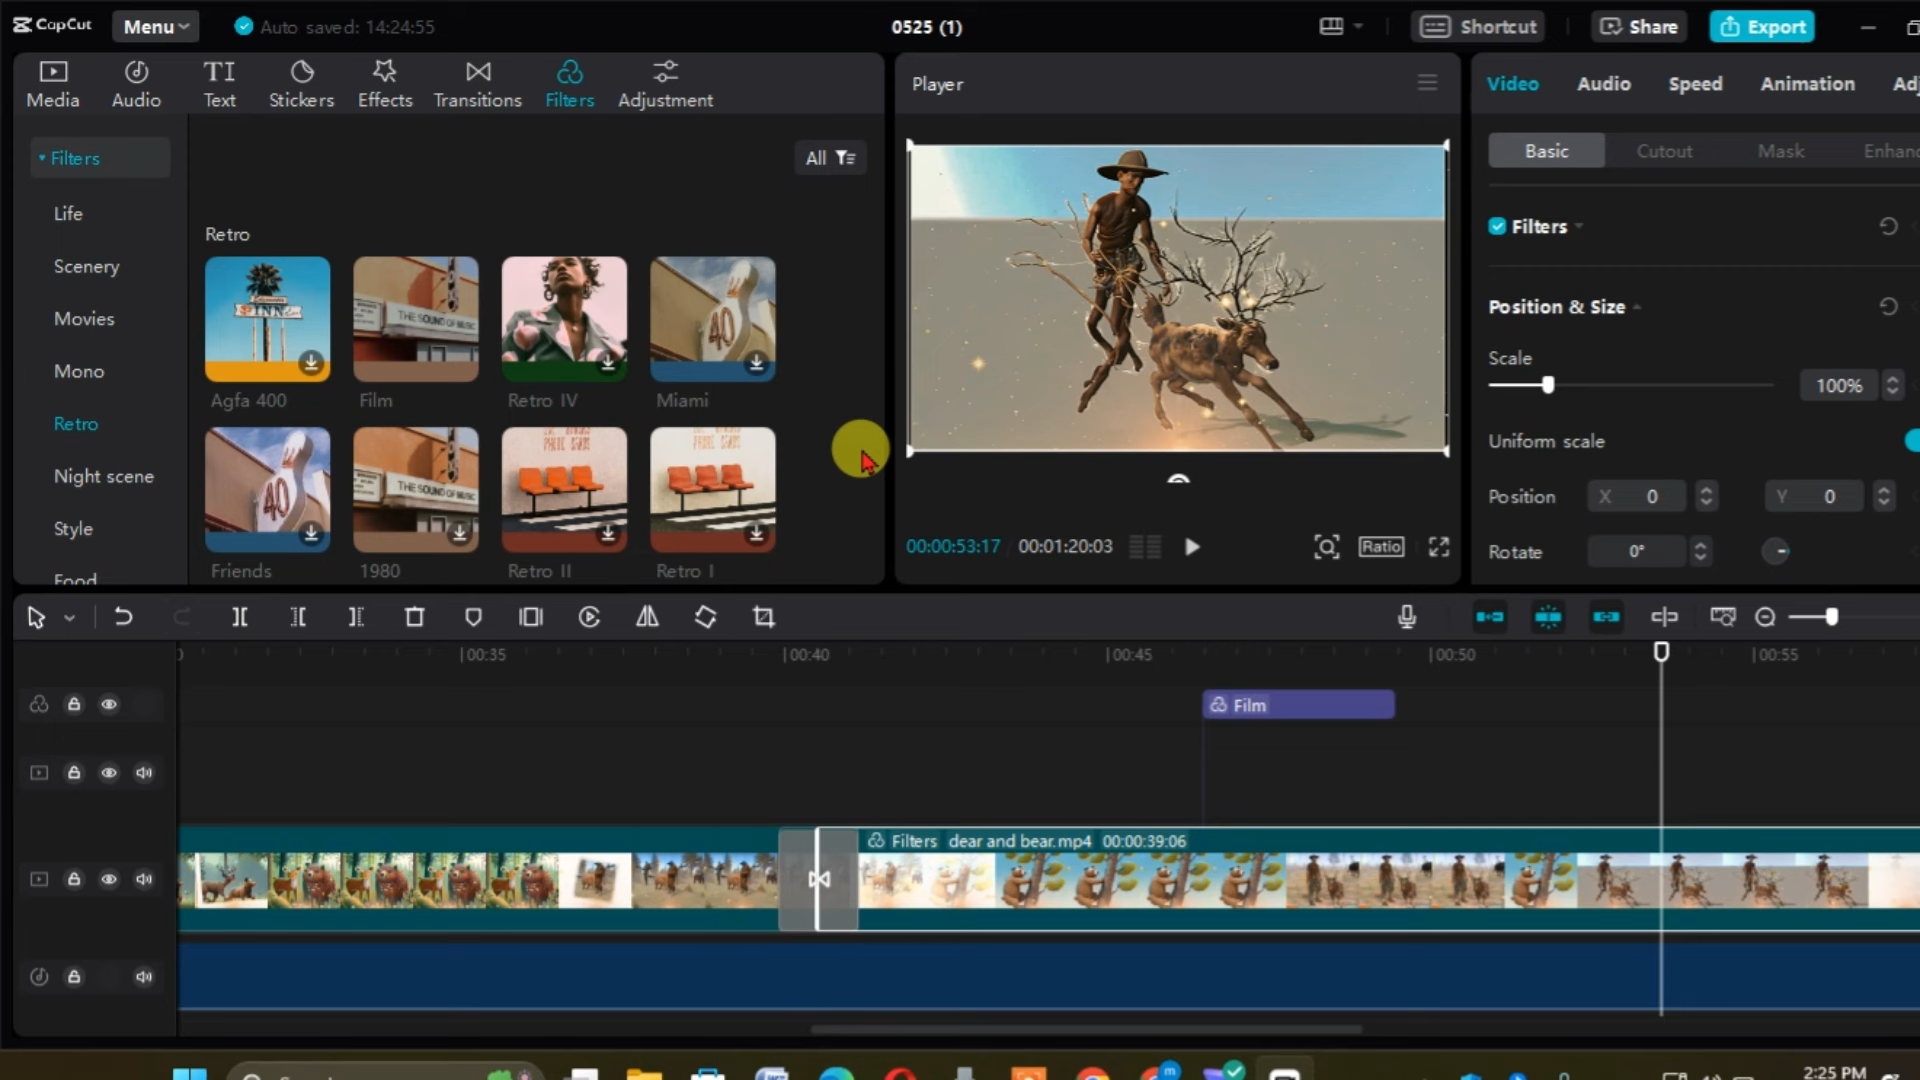 CapCut Menu Auto saved: 14:24:55 0525 (1) Shortcut Share Export
Media Audio Text Stickers Effects Transitions Filters Adjustment
Filters
Life
Scenery
Movies
Mono
Retro
Night scene
Style
Food
All
Retro
Agfa 400 Film Retro IV Miami
Friends 1980 Retro II Retro I
Player
00:00:53:17 00:01:20:03 Ratio
Video Audio Speed Animation
Basic Cutout Mask
Filters
Position & Size
Scale
100%
Uniform scale
Position X 0 Y 0
Rotate 0°
00:35 00:40 00:45 00:50 00:55
Film
Filters dear and bear.mp4 00:00:39:06
2:25 PM